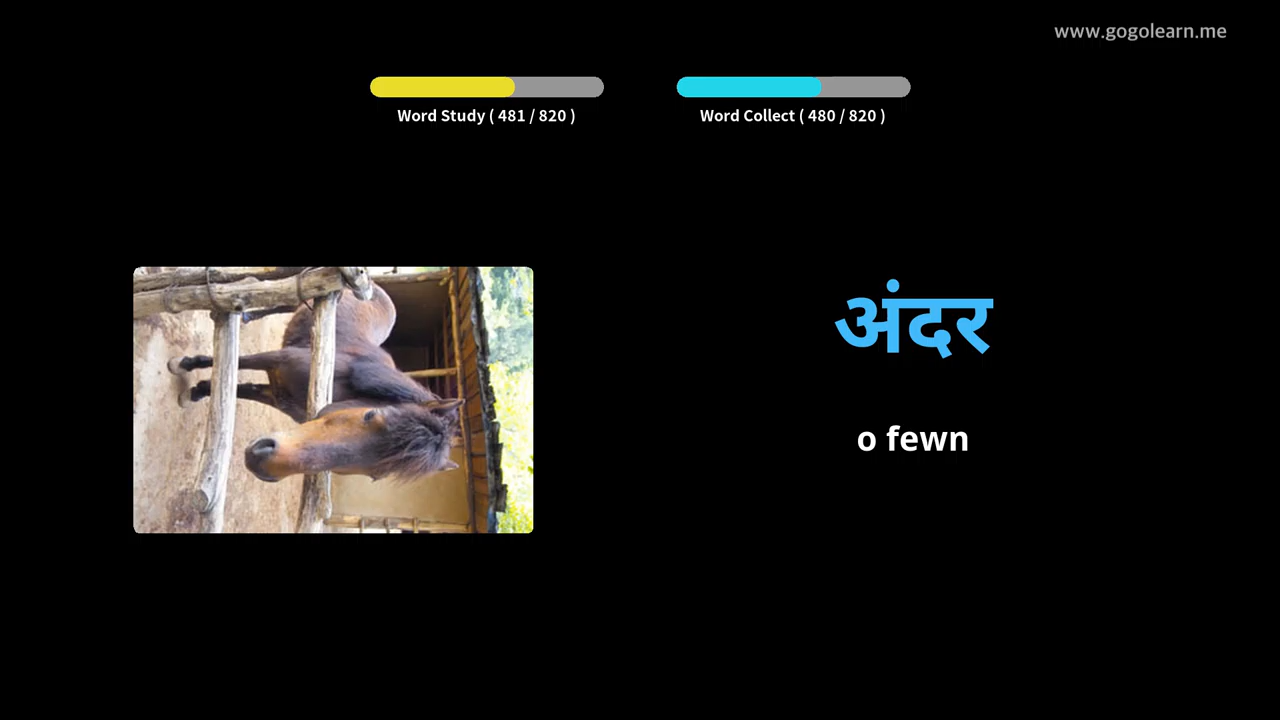 www.gogolearn.me
Word Study ( 481 / 820 )
Word Collect ( 480 / 820 )
अंदर
o fewn